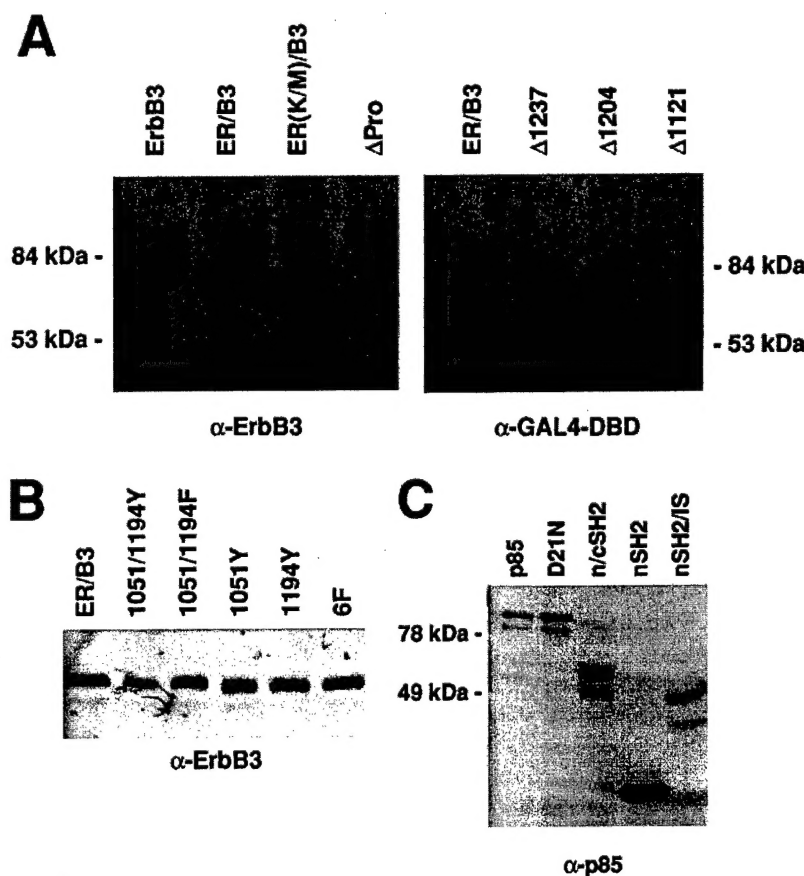 A
ErbB3
ER/B3
ER(K/M)/B3
ΔPro
ER/B3
Δ1237
Δ1204
Δ1121
84 kDa -
53 kDa -
- 84 kDa
- 53 kDa
α-ErbB3
α-GAL4-DBD
B
ER/B3
1051/1194Y
1051/1194F
1051Y
1194Y
6F
α-ErbB3
C
p85
D21N
n/cSH2
nSH2
nSH2/IS
78 kDa -
49 kDa -
α-p85